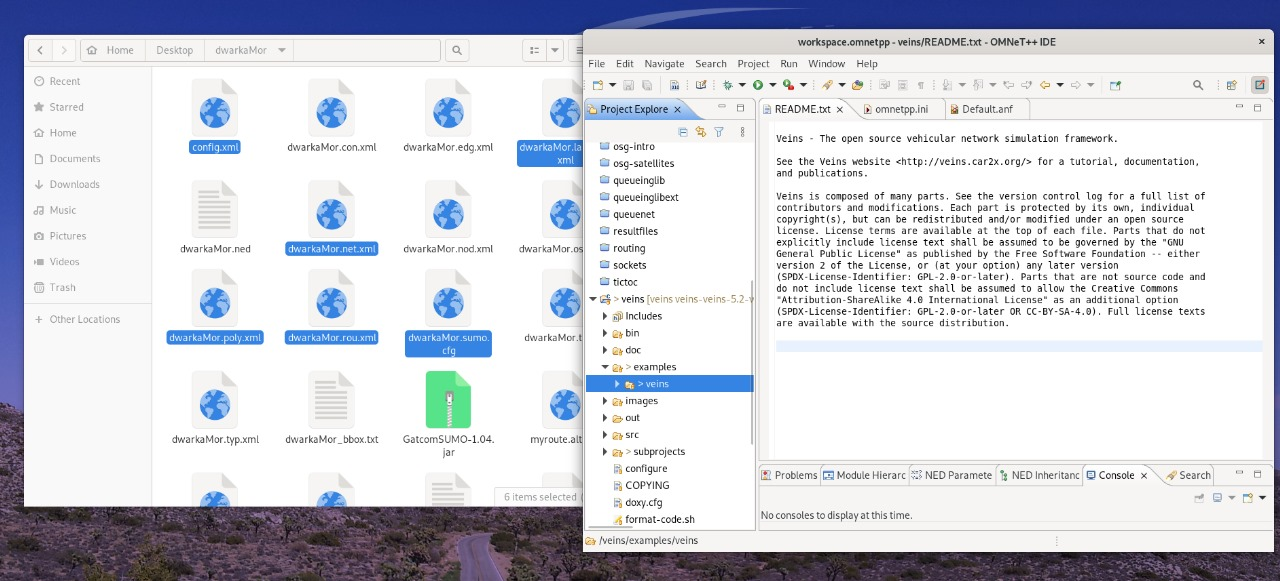 Home
Desktop
dwarkaMor
Recent
Starred
Home
Documents
Downloads
Music
Pictures
Videos
Trash
+ Other Locations
config.xml
dwarkaMor.con.xml
dwarkaMor.edg.xml
dwarkaMor.la
xml
dwarkaMor.ned
dwarkaMor.net.xml
dwarkaMor.nod.xml
dwarkaMor.os
dwarkaMor.poly.xml
dwarkaMor.rou.xml
dwarkaMor.sumo.
cfg
dwarkaMor.t
dwarkaMor.typ.xml
dwarkaMor_bbox.txt
GatcomSUMO-1.04.
jar
myroute.alt
6 items selected (
workspace.omnetpp - veins/README.txt - OMNeT++ IDE
File Edit Navigate Search Project Run Window Help
Project Explore
osg-intro
osg-satellites
queueinglib
queueinglibext
queuenet
resultfiles
routing
sockets
tictoc
> veins [veins veins-veins-5.2-v
Includes
bin
doc
> examples
> veins
images
out
src
> subprojects
configure
COPYING
doxy.cfg
format-code.sh
README.txt
omnetpp.ini
Default.anf
Veins - The open source vehicular network simulation framework.
See the Veins website <http://veins.car2x.org/> for a tutorial, documentation,
and publications.
Veins is composed of many parts. See the version control log for a full list of
contributors and modifications. Each part is protected by its own, individual
copyright(s), but can be redistributed and/or modified under an open source
license. License terms are available at the top of each file. Parts that do not
explicitly include license text shall be assumed to be governed by the "GNU
General Public License" as published by the Free Software Foundation -- either
version 2 of the License, or (at your option) any later version
(SPDX-License-Identifier: GPL-2.0-or-later). Parts that are not source code and
do not include license text shall be assumed to allow the Creative Commons
"Attribution-ShareAlike 4.0 International License" as an additional option
(SPDX-License-Identifier: GPL-2.0-or-later OR CC-BY-SA-4.0). Full license texts
are available with the source distribution.
Problems
Module Hierarc
NED Paramete
NED Inheritanc
Console
Search
No consoles to display at this time.
/veins/examples/veins